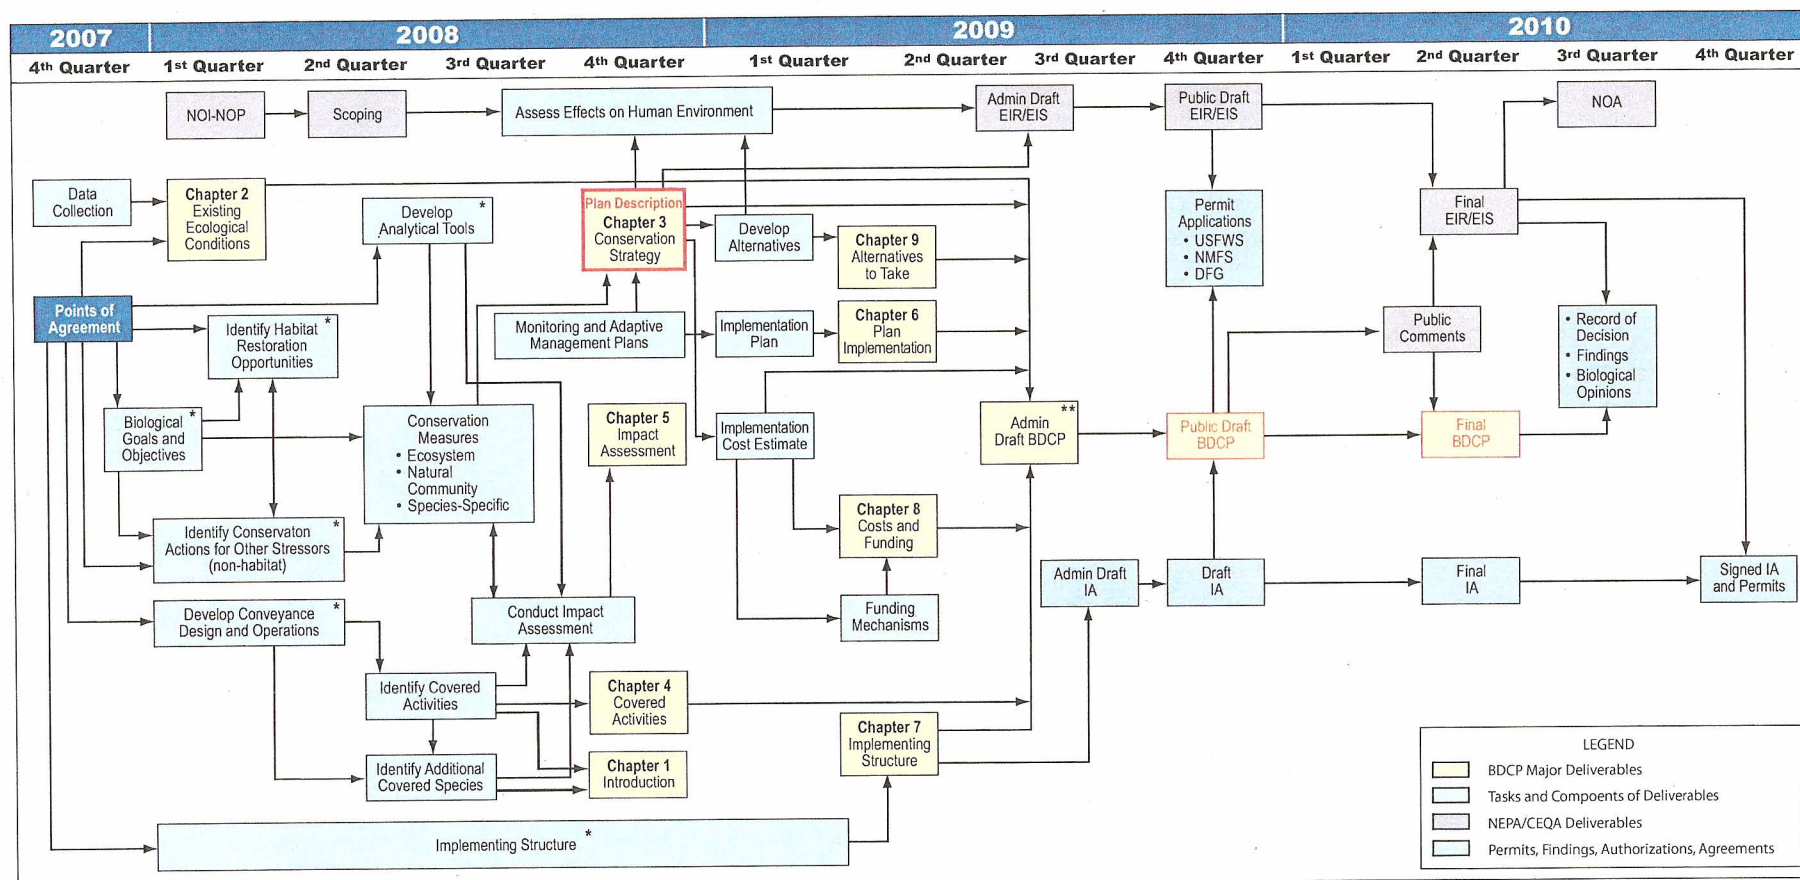 2007
2008
2009
2010
4th Quarter
1st Quarter
2nd Quarter
3rd Quarter
4th Quarter
1st Quarter
2nd Quarter
3rd Quarter
4th Quarter
1st Quarter
2nd Quarter
3rd Quarter
4th Quarter
NOI-NOP
Scoping
Assess Effects on Human Environment
Admin Draft
EIR/EIS
Public Draft
EIR/EIS
NOA
Data
Collection
Chapter 2
Existing
Ecological
Conditions
Develop *
Analytical Tools
Plan Description
Chapter 3
Conservation
Strategy
Develop
Alternatives
Chapter 9
Alternatives
to Take
Permit
Applications
• USFWS
• NMFS
• DFG
Final
EIR/EIS
Points of
Agreement
Identify Habitat *
Restoration
Opportunities
Monitoring and Adaptive
Management Plans
Implementation
Plan
Chapter 6
Plan
Implementation
Public
Comments
• Record of
Decision
• Findings
• Biological
Opinions
Biological *
Goals and
Objectives
Conservation
Measures
• Ecosystem
• Natural
Community
• Species-Specific
Chapter 5
Impact
Assessment
Implementation
Cost Estimate
Admin **
Draft BDCP
Public Draft
BDCP
Final
BDCP
Identify Conservaton *
Actions for Other Stressors
(non-habitat)
Chapter 8
Costs and
Funding
Admin Draft
IA
Draft
IA
Final
IA
Signed IA
and Permits
Develop Conveyance *
Design and Operations
Conduct Impact
Assessment
Funding
Mechanisms
Identify Covered
Activities
Chapter 4
Covered
Activities
Chapter 7
Implementing
Structure
Identify Additional
Covered Species
Chapter 1
Introduction
Implementing Structure *
LEGEND
BDCP Major Deliverables
Tasks and Compoents of Deliverables
NEPA/CEQA Deliverables
Permits, Findings, Authorizations, Agreements